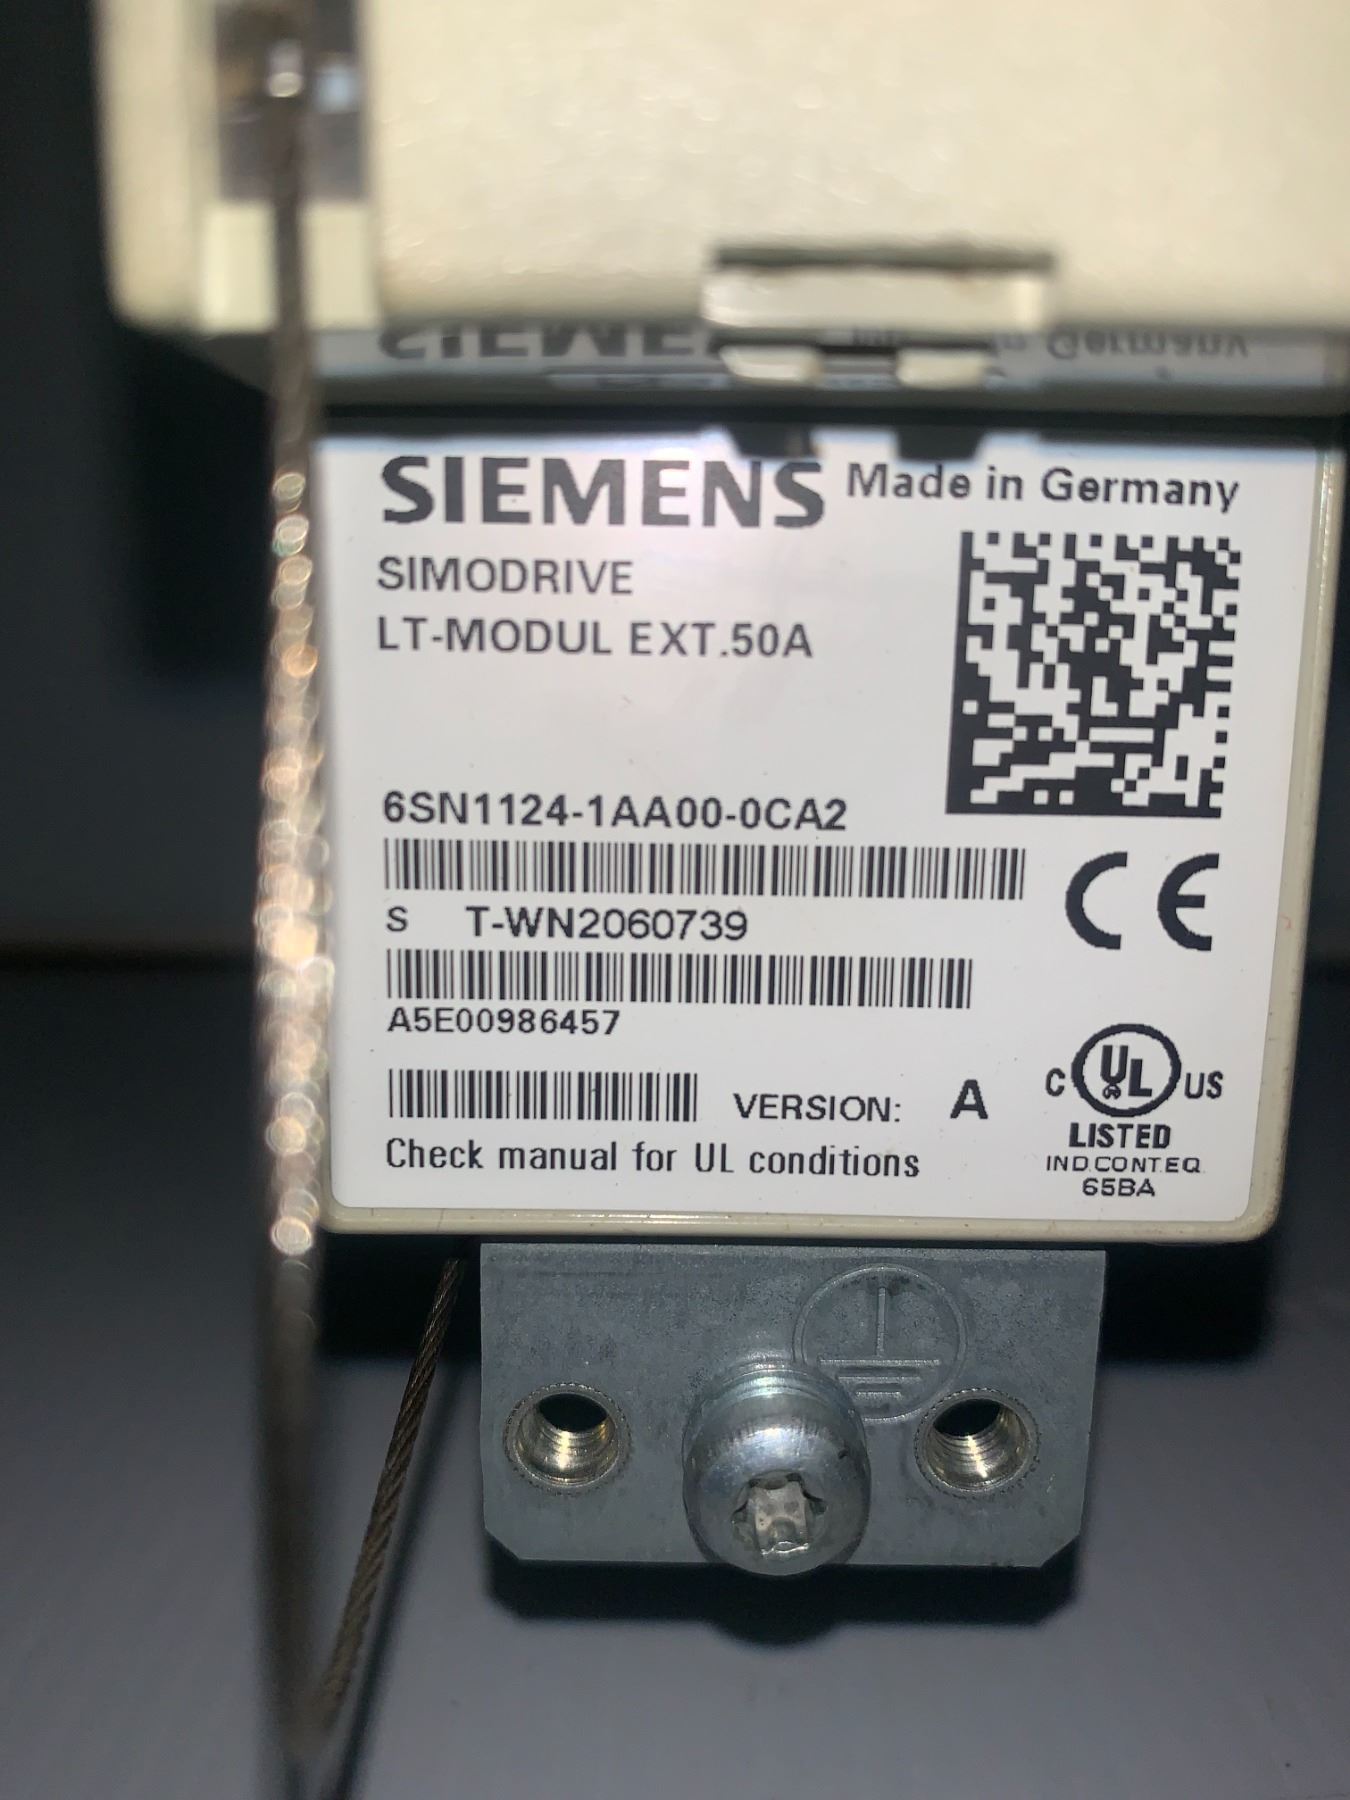 SIEMENS Made in Germany
SIMODRIVE
LT-MODUL EXT.50A
6SN1124-1AA00-0CA2
S T-WN2060739
A5E00986457
VERSION: A
Check manual for UL conditions
CE
C UL US
LISTED
IND.CONT.EQ.
65BA